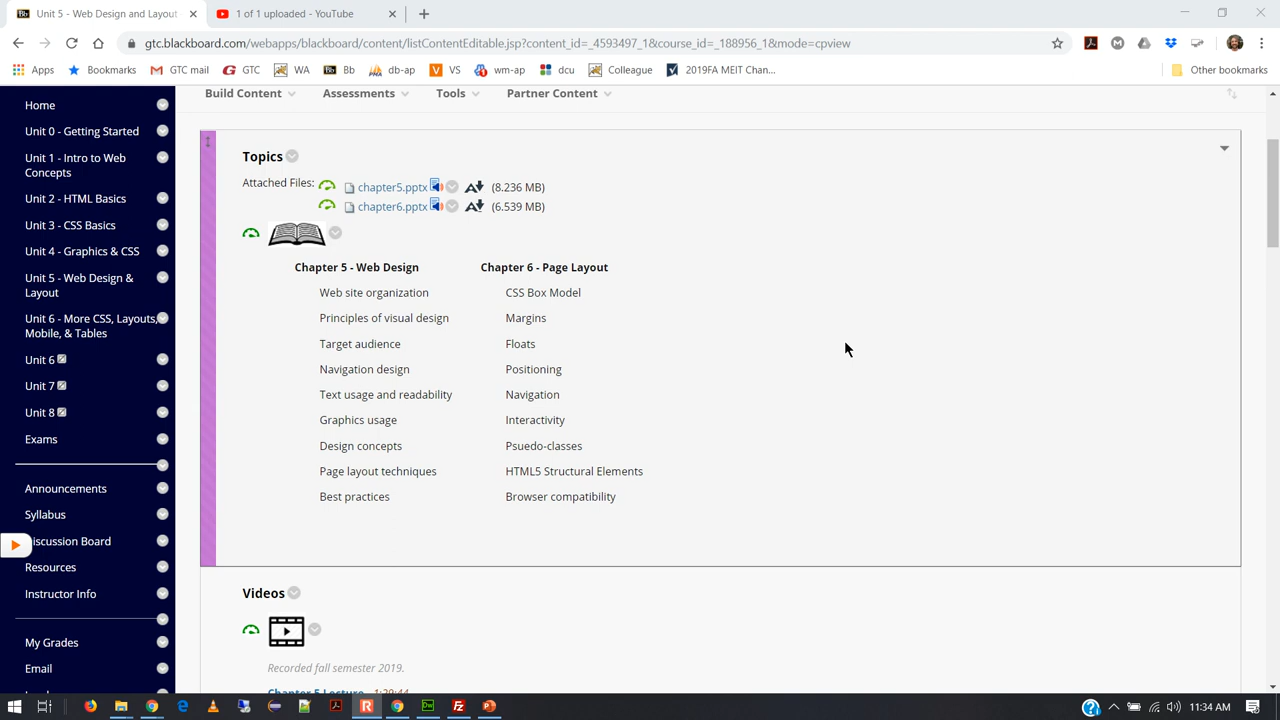 Unit 5 - Web Design and Layout
1 of 1 uploaded - YouTube
gtc.blackboard.com/webapps/blackboard/content/listContentEditable.jsp?content_id=_4593497_1&course_id=_188956_1&mode=cpview
Apps Bookmarks GTC mail GTC WA Bb db-ap VS wm-ap dcu Colleague 2019FA MEIT Chan... Other bookmarks
Build Content Assessments Tools Partner Content
Home
Unit 0 - Getting Started
Unit 1 - Intro to Web
Concepts
Unit 2 - HTML Basics
Unit 3 - CSS Basics
Unit 4 - Graphics & CSS
Unit 5 - Web Design &
Layout
Unit 6 - More CSS, Layouts,
Mobile, & Tables
Unit 6
Unit 7
Unit 8
Exams
Announcements
Syllabus
iscussion Board
Resources
Instructor Info
My Grades
Email
Topics
Attached Files: chapter5.pptx (8.236 MB)
chapter6.pptx (6.539 MB)
Chapter 5 - Web Design
Web site organization
Principles of visual design
Target audience
Navigation design
Text usage and readability
Graphics usage
Design concepts
Page layout techniques
Best practices
Chapter 6 - Page Layout
CSS Box Model
Margins
Floats
Positioning
Navigation
Interactivity
Psuedo-classes
HTML5 Structural Elements
Browser compatibility
Videos
Recorded fall semester 2019.
Chapter 5 Lecture 1:29:44
11:34 AM